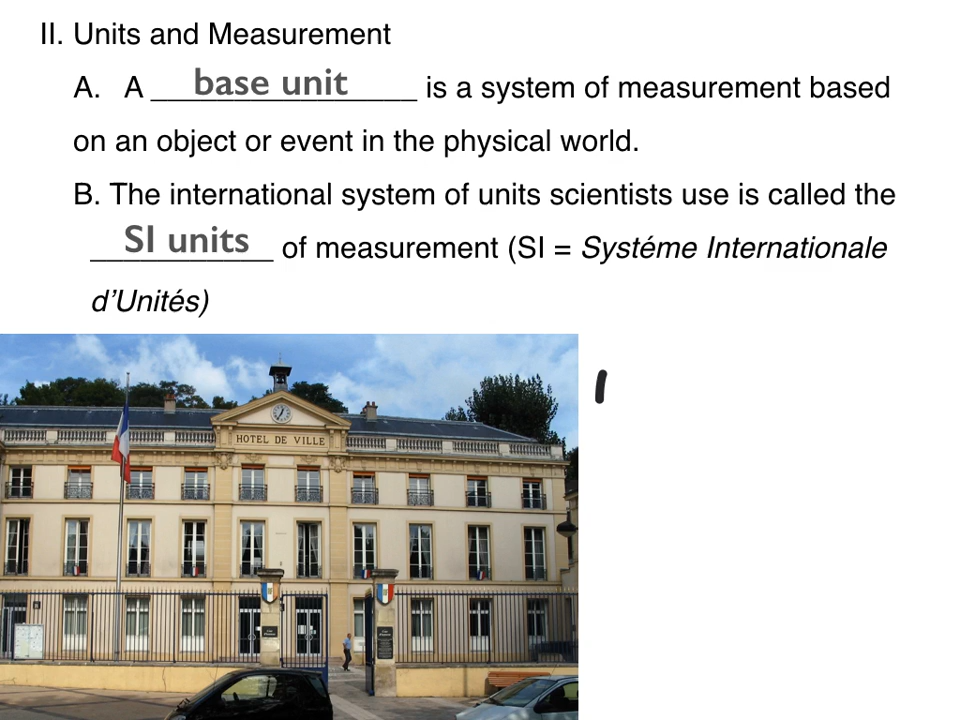 II. Units and Measurement
A. A base unit is a system of measurement based
on an object or event in the physical world.
B. The international system of units scientists use is called the
SI units of measurement (SI = Systéme Internationale
d’Unités)
HOTEL DE VILLE